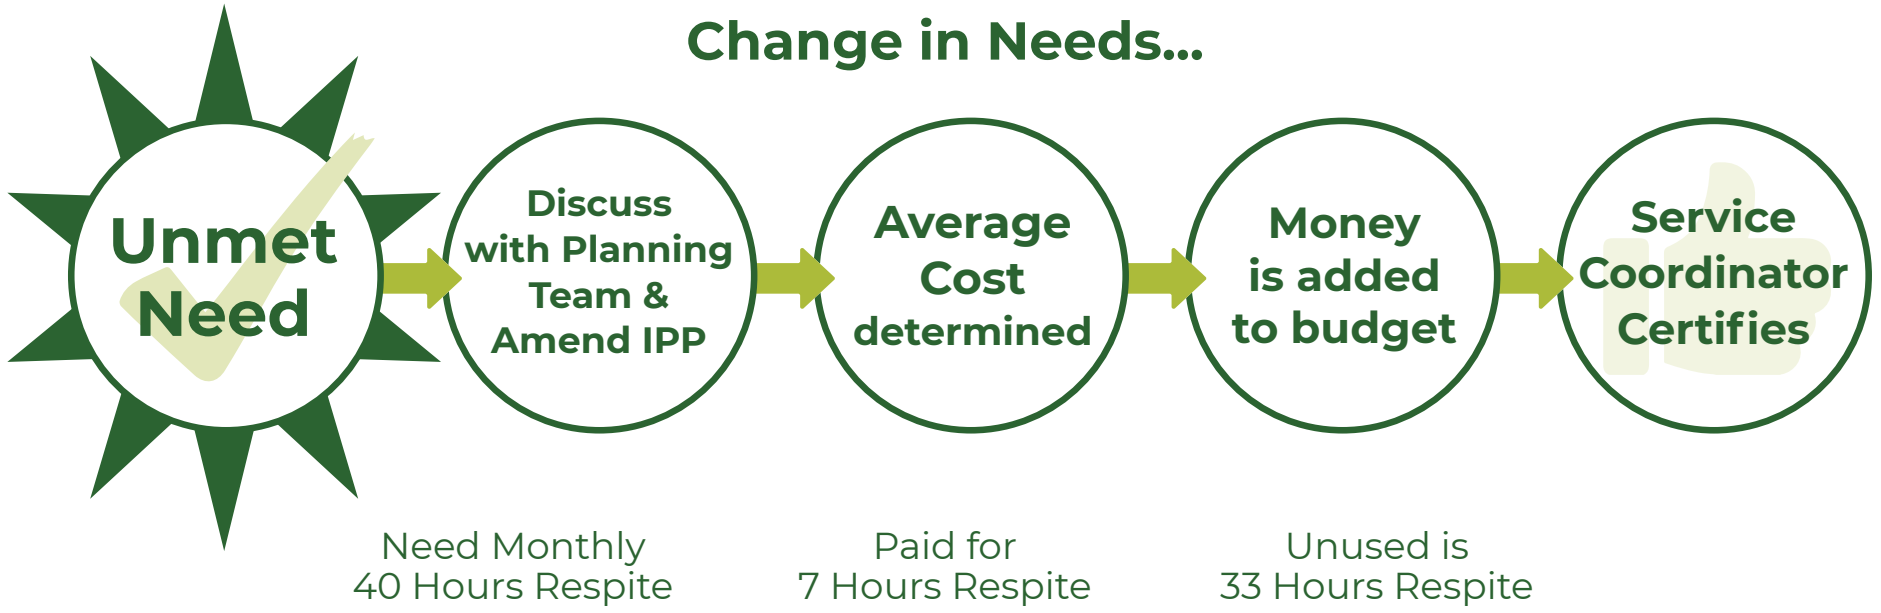 Change in Needs...
Unmet
Need
Discuss
with Planning
Team &
Amend IPP
Average
Cost
determined
Money
is added
to budget
Service
Coordinator
Certifies
Need Monthly
40 Hours Respite
Paid for
7 Hours Respite
Unused is
33 Hours Respite